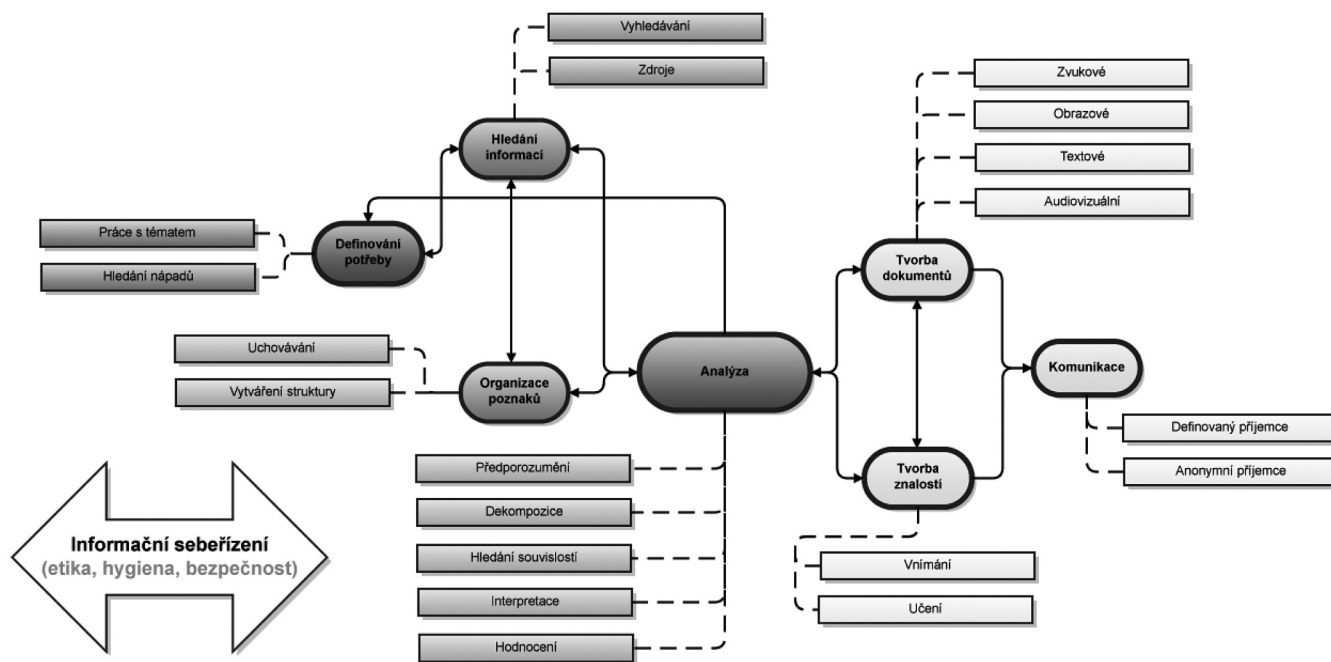 Vyhledávání
Zdroje
Hledání
informací
Zvukové
Obrazové
Textové
Audiovizuální
Práce s tématem
Hledání nápadů
Definování
potřeby
Tvorba
dokumentů
Uchovávání
Vytváření struktury
Organizace
poznaků
Analýza
Komunikace
Definovaný příjemce
Anonymní příjemce
Předporozumění
Dekompozice
Hledání souvislostí
Interpretace
Hodnocení
Tvorba
znalostí
Vnímání
Učení
Informační sebeřízení
(etika, hygiena, bezpečnost)